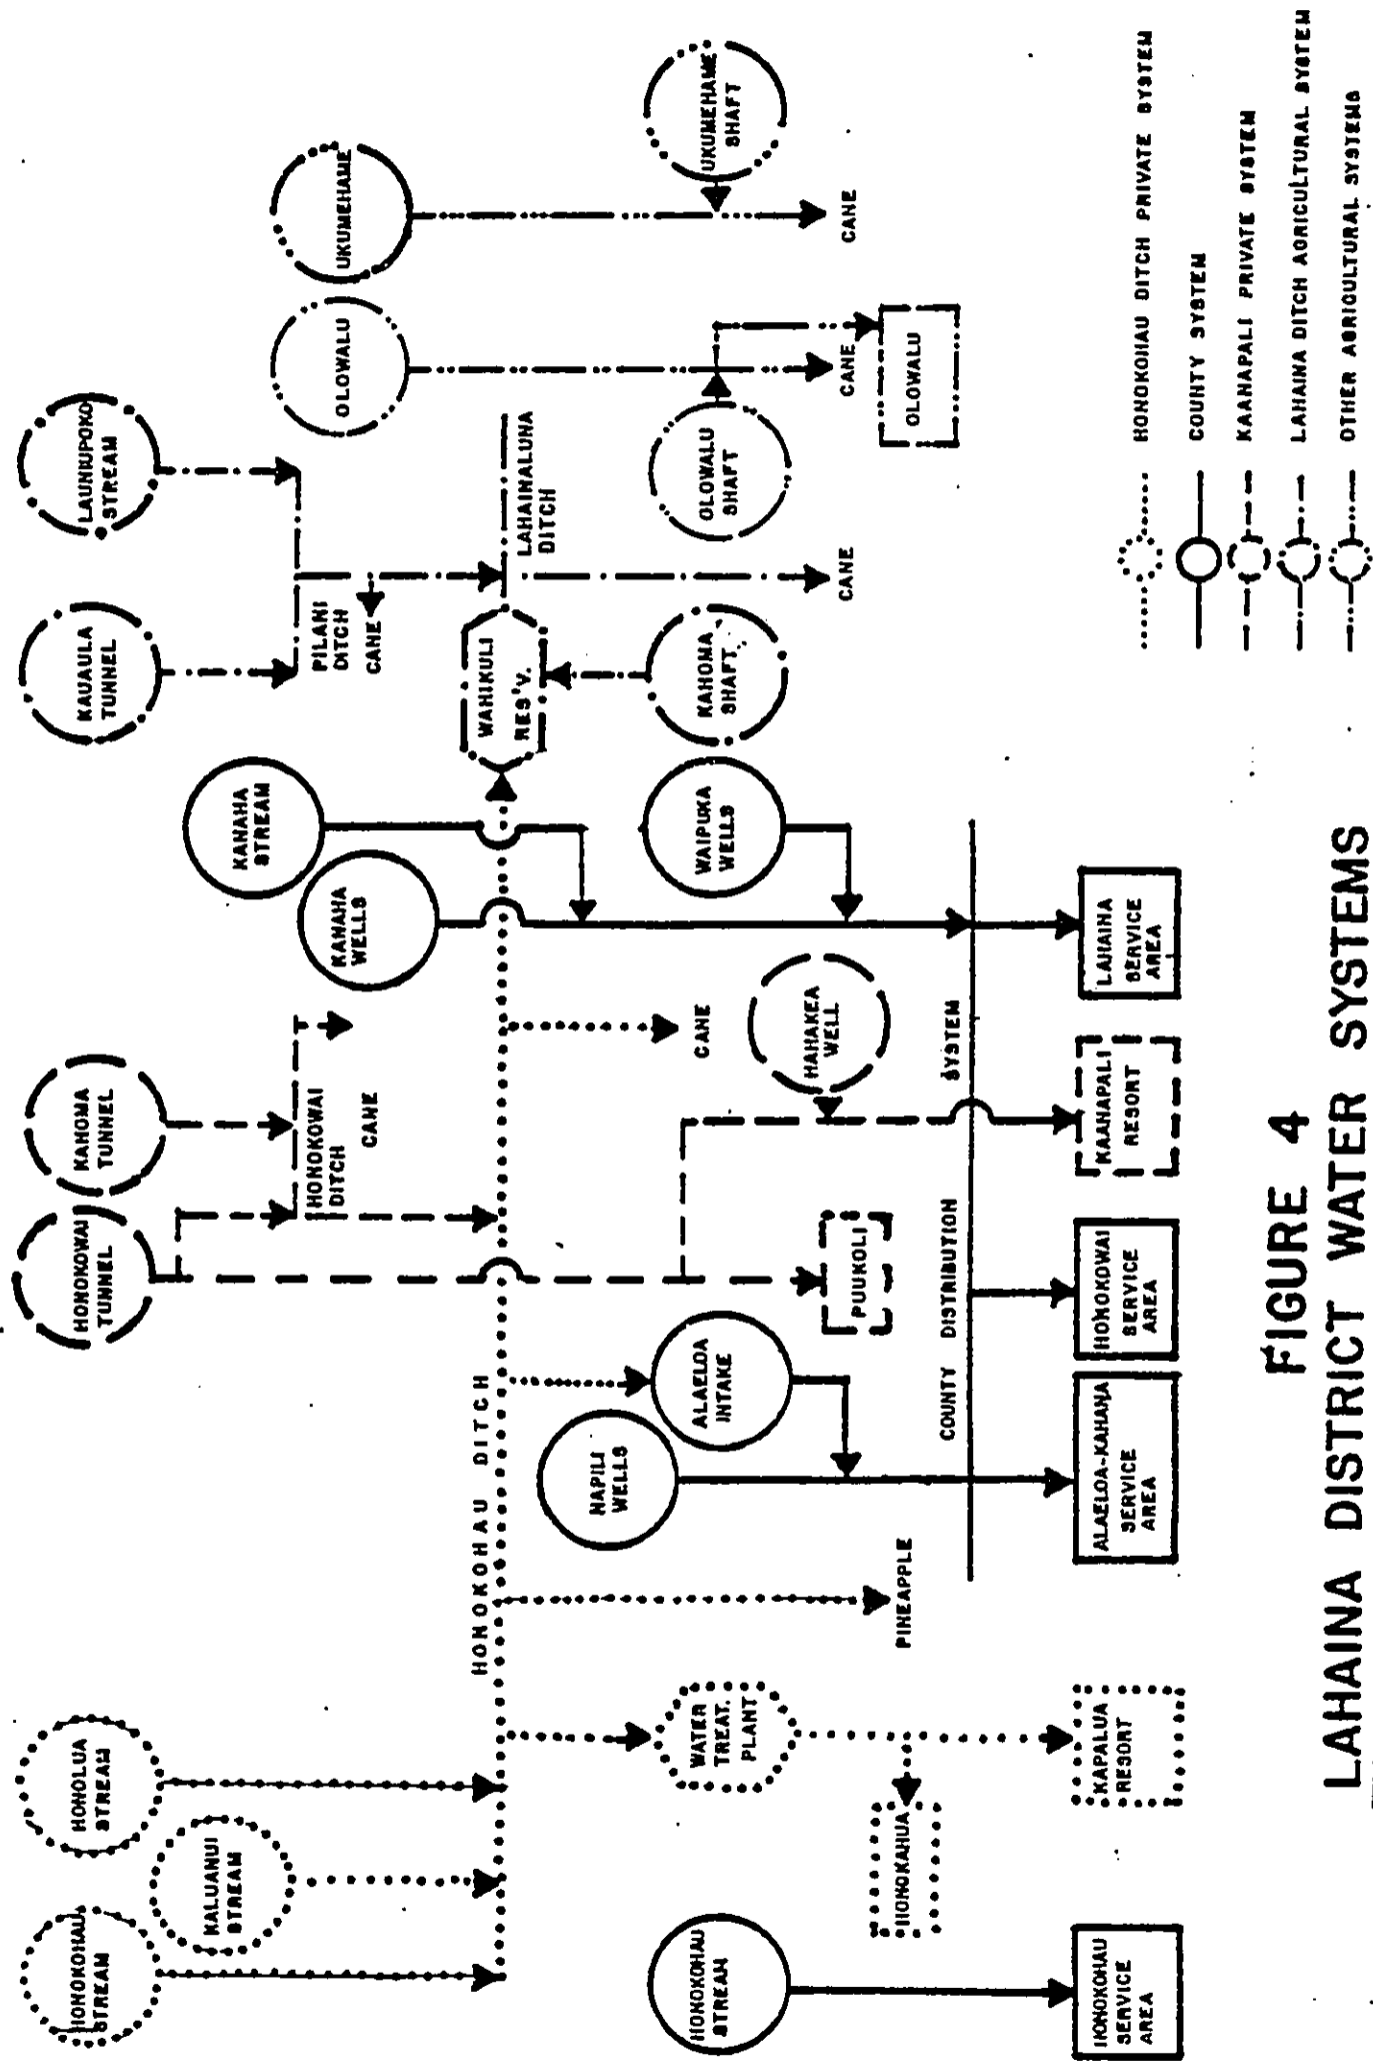 HONOKOHAU
STREAM
KALUANUI
STREAM
HONOLUA
STREAM
HONOKOWAI
TUNNEL
KAHOMA
TUNNEL
KAUAULA
TUNNEL
LAUNIUPOKO
STREAM
HONOKOWAI
DITCH
CANE
KANAHA
WELLS
KANAHA
STREAM
PILANI
DITCH
CANE
OLOWALU
UKUMEHAME
HONOKOHAU DITCH
WAHIKULI
RES'V.
LAHAINALUNA
DITCH
HONOKOHAU
STREAM
WATER
TREAT.
PLANT
NAPILI
WELLS
ALAELOA
INTAKE
CANE
WAIPUKA
WELLS
KAHOMA
SHAFT
OLOWALU
SHAFT
UKUMEHAME
SHAFT
HAHAKEA
WELL
PUUKOLI
CANE
CANE
CANE
HONOKAHUA
PINEAPPLE
OLOWALU
COUNTY DISTRIBUTION SYSTEM
HONOKOHAU
SERVICE
AREA
KAPALUA
RESORT
ALAELOA-KAHANA
SERVICE
AREA
HONOKOWAI
SERVICE
AREA
KAANAPALI
RESORT
LAHAINA
SERVICE
AREA
HONOKOHAU DITCH PRIVATE SYSTEM
COUNTY SYSTEM
KAANAPALI PRIVATE SYSTEM
LAHAINA DITCH AGRICULTURAL SYSTEM
OTHER AGRICULTURAL SYSTEMS
FIGURE 4
LAHAINA DISTRICT WATER SYSTEMS